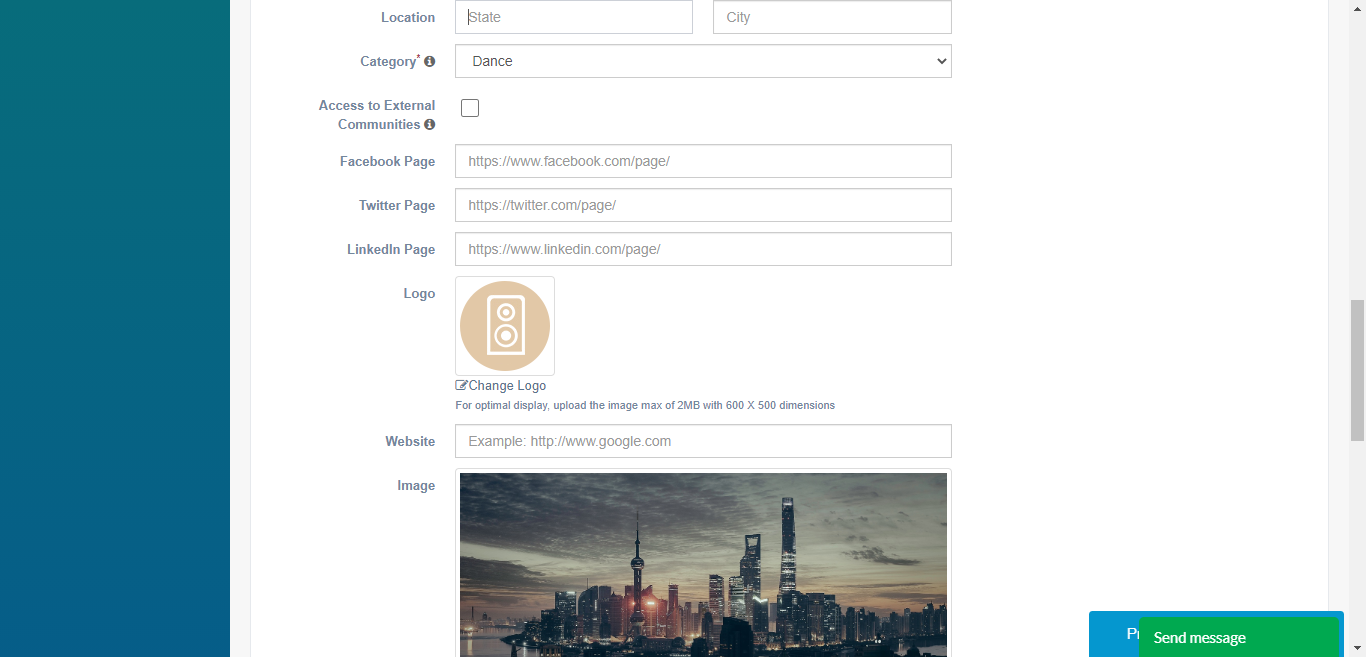 Location State City
Category* Dance
Access to External
Communities
Facebook Page https://www.facebook.com/page/
Twitter Page https://twitter.com/page/
LinkedIn Page https://www.linkedin.com/page/
Logo
Change Logo
For optimal display, upload the image max of 2MB with 600 X 500 dimensions
Website Example: http://www.google.com
Image
Send message